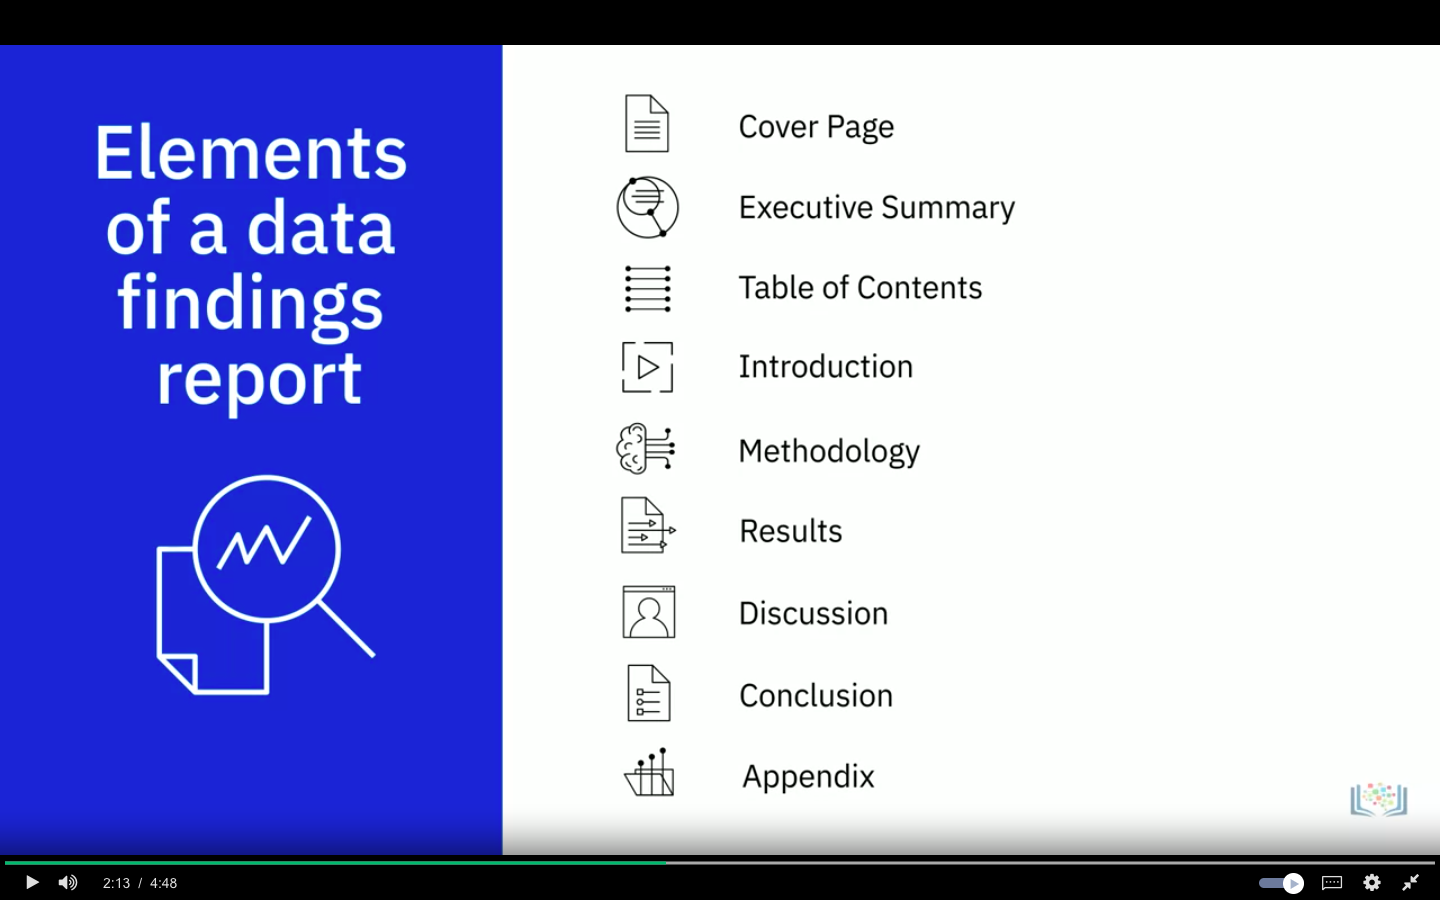 Elements
of a data
findings
report
Cover Page
Executive Summary
Table of Contents
Introduction
Methodology
Results
Discussion
Conclusion
Appendix
2:13 / 4:48